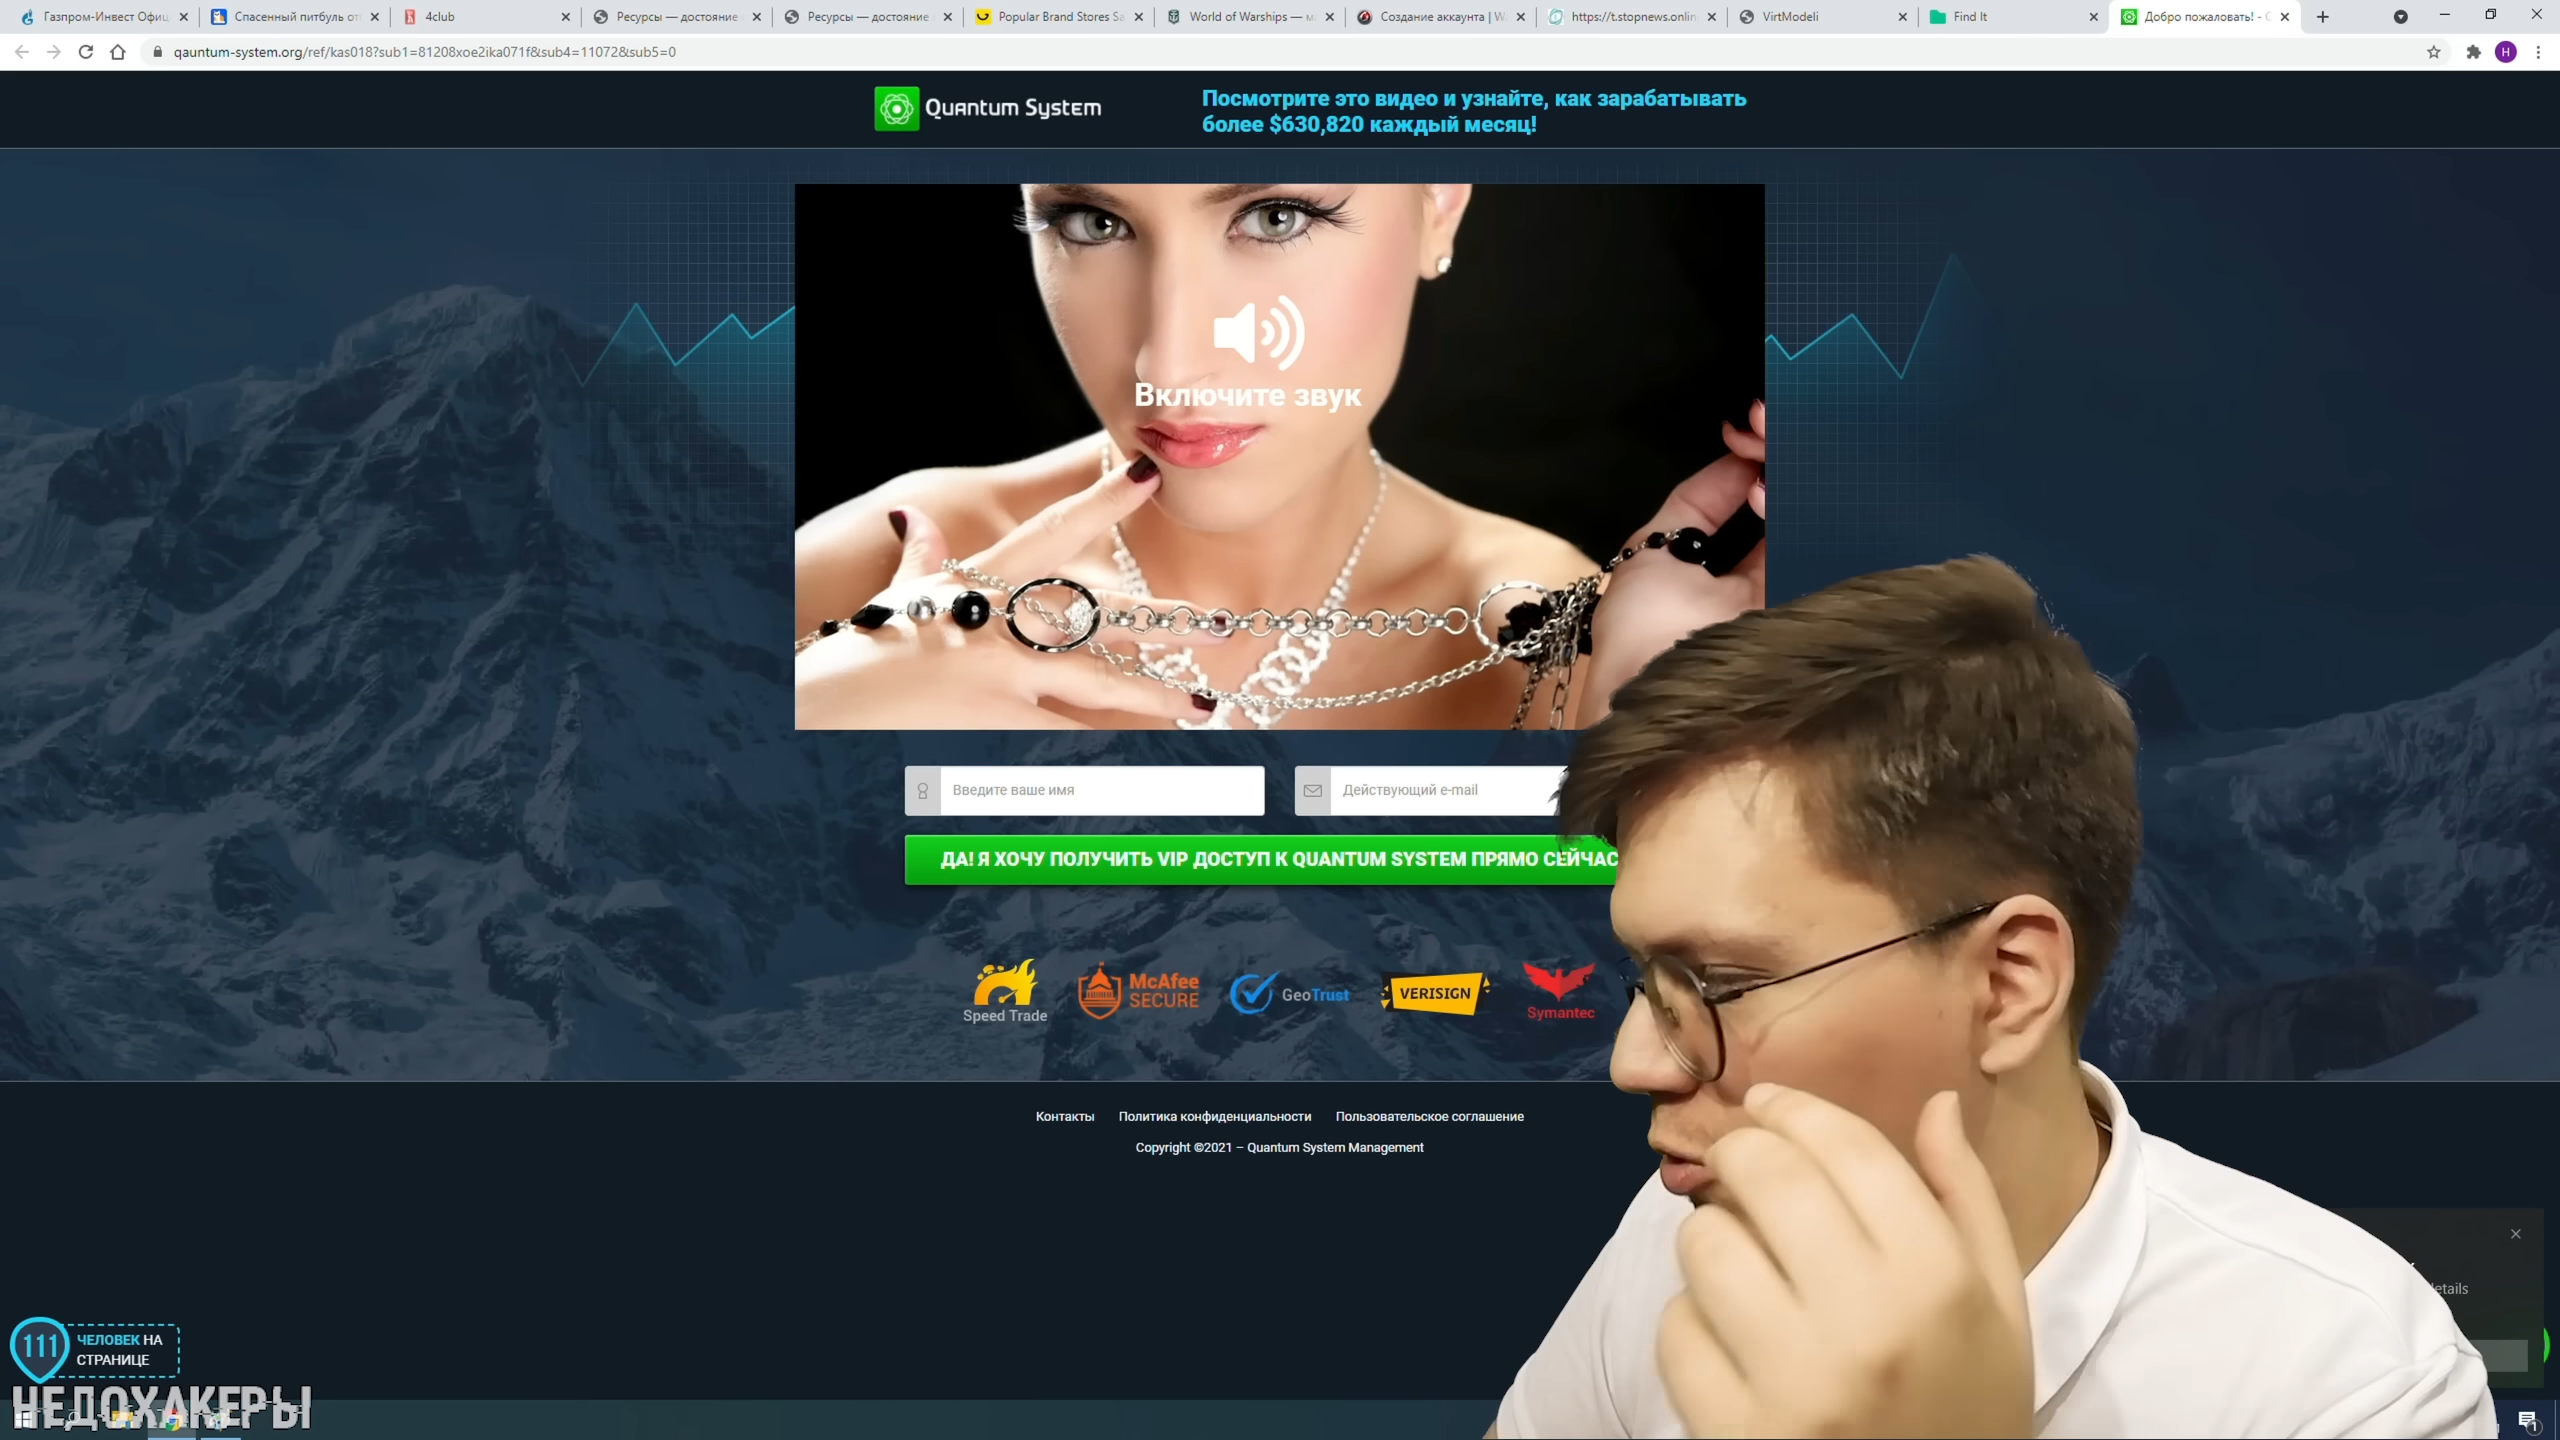 Газпром-Инвест Офиц
Спасенный питбуль от
4club
Ресурсы — достояние
Ресурсы — достояние
Popular Brand Stores Sa
World of Warships — м
Создание аккаунта | W
https://t.stopnews.onlin
VirtModeli
Find It
Добро пожаловать! -
qauntum-system.org/ref/kas018?sub1=81208xoe2ika071f&sub4=11072&sub5=0
H
Quantum System
Посмотрите это видео и узнайте, как зарабатывать
более $630,820 каждый месяц!
Включите звук
Введите ваше имя
Действующий e-mail
ДА! Я ХОЧУ ПОЛУЧИТЬ VIP ДОСТУП К QUANTUM SYSTEM ПРЯМО СЕЙЧАС
Speed Trade
McAfee
SECURE
GeoTrust
VERISIGN
Symantec
Контакты Политика конфиденциальности Пользовательское соглашение
Copyright ©2021 – Quantum System Management
etails
111
ЧЕЛОВЕК НА
СТРАНИЦЕ
НЕДОХАКЕРЫ
1